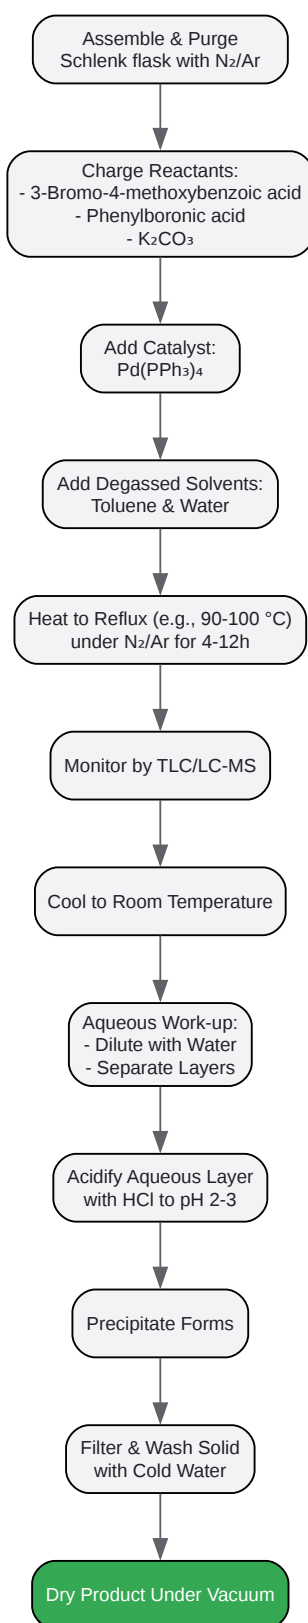 Assemble & Purge
Schlenk flask with N₂/Ar
Charge Reactants:
- 3-Bromo-4-methoxybenzoic acid
- Phenylboronic acid
- K₂CO₃
Add Catalyst:
Pd(PPh₃)₄
Add Degassed Solvents:
Toluene & Water
Heat to Reflux (e.g., 90-100 °C)
under N₂/Ar for 4-12h
Monitor by TLC/LC-MS
Cool to Room Temperature
Aqueous Work-up:
- Dilute with Water
- Separate Layers
Acidify Aqueous Layer
with HCl to pH 2-3
Precipitate Forms
Filter & Wash Solid
with Cold Water
Dry Product Under Vacuum